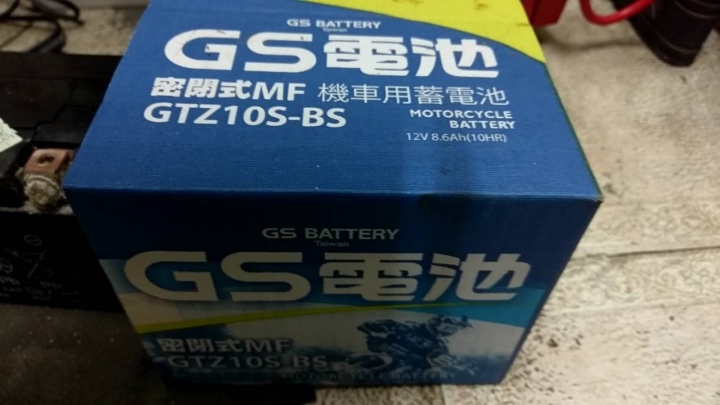 GS BATTERY
Taiwan
GS電池
密閉式MF 機車用蓄電池
GTZ10S-BS
MOTORCYCLE
BATTERY
12V 8.6Ah(10HR)
GS BATTERY
Taiwan
GS電池
密閉式MF
GTZ10S-BS
MOTORCYCLE BATTERY